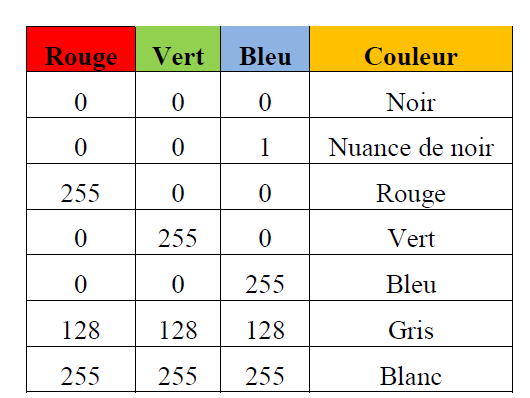 Rouge Vert Bleu Couleur
0 0 0 Noir
0 0 1 Nuance de noir
255 0 0 Rouge
0 255 0 Vert
0 0 255 Bleu
128 128 128 Gris
255 255 255 Blanc